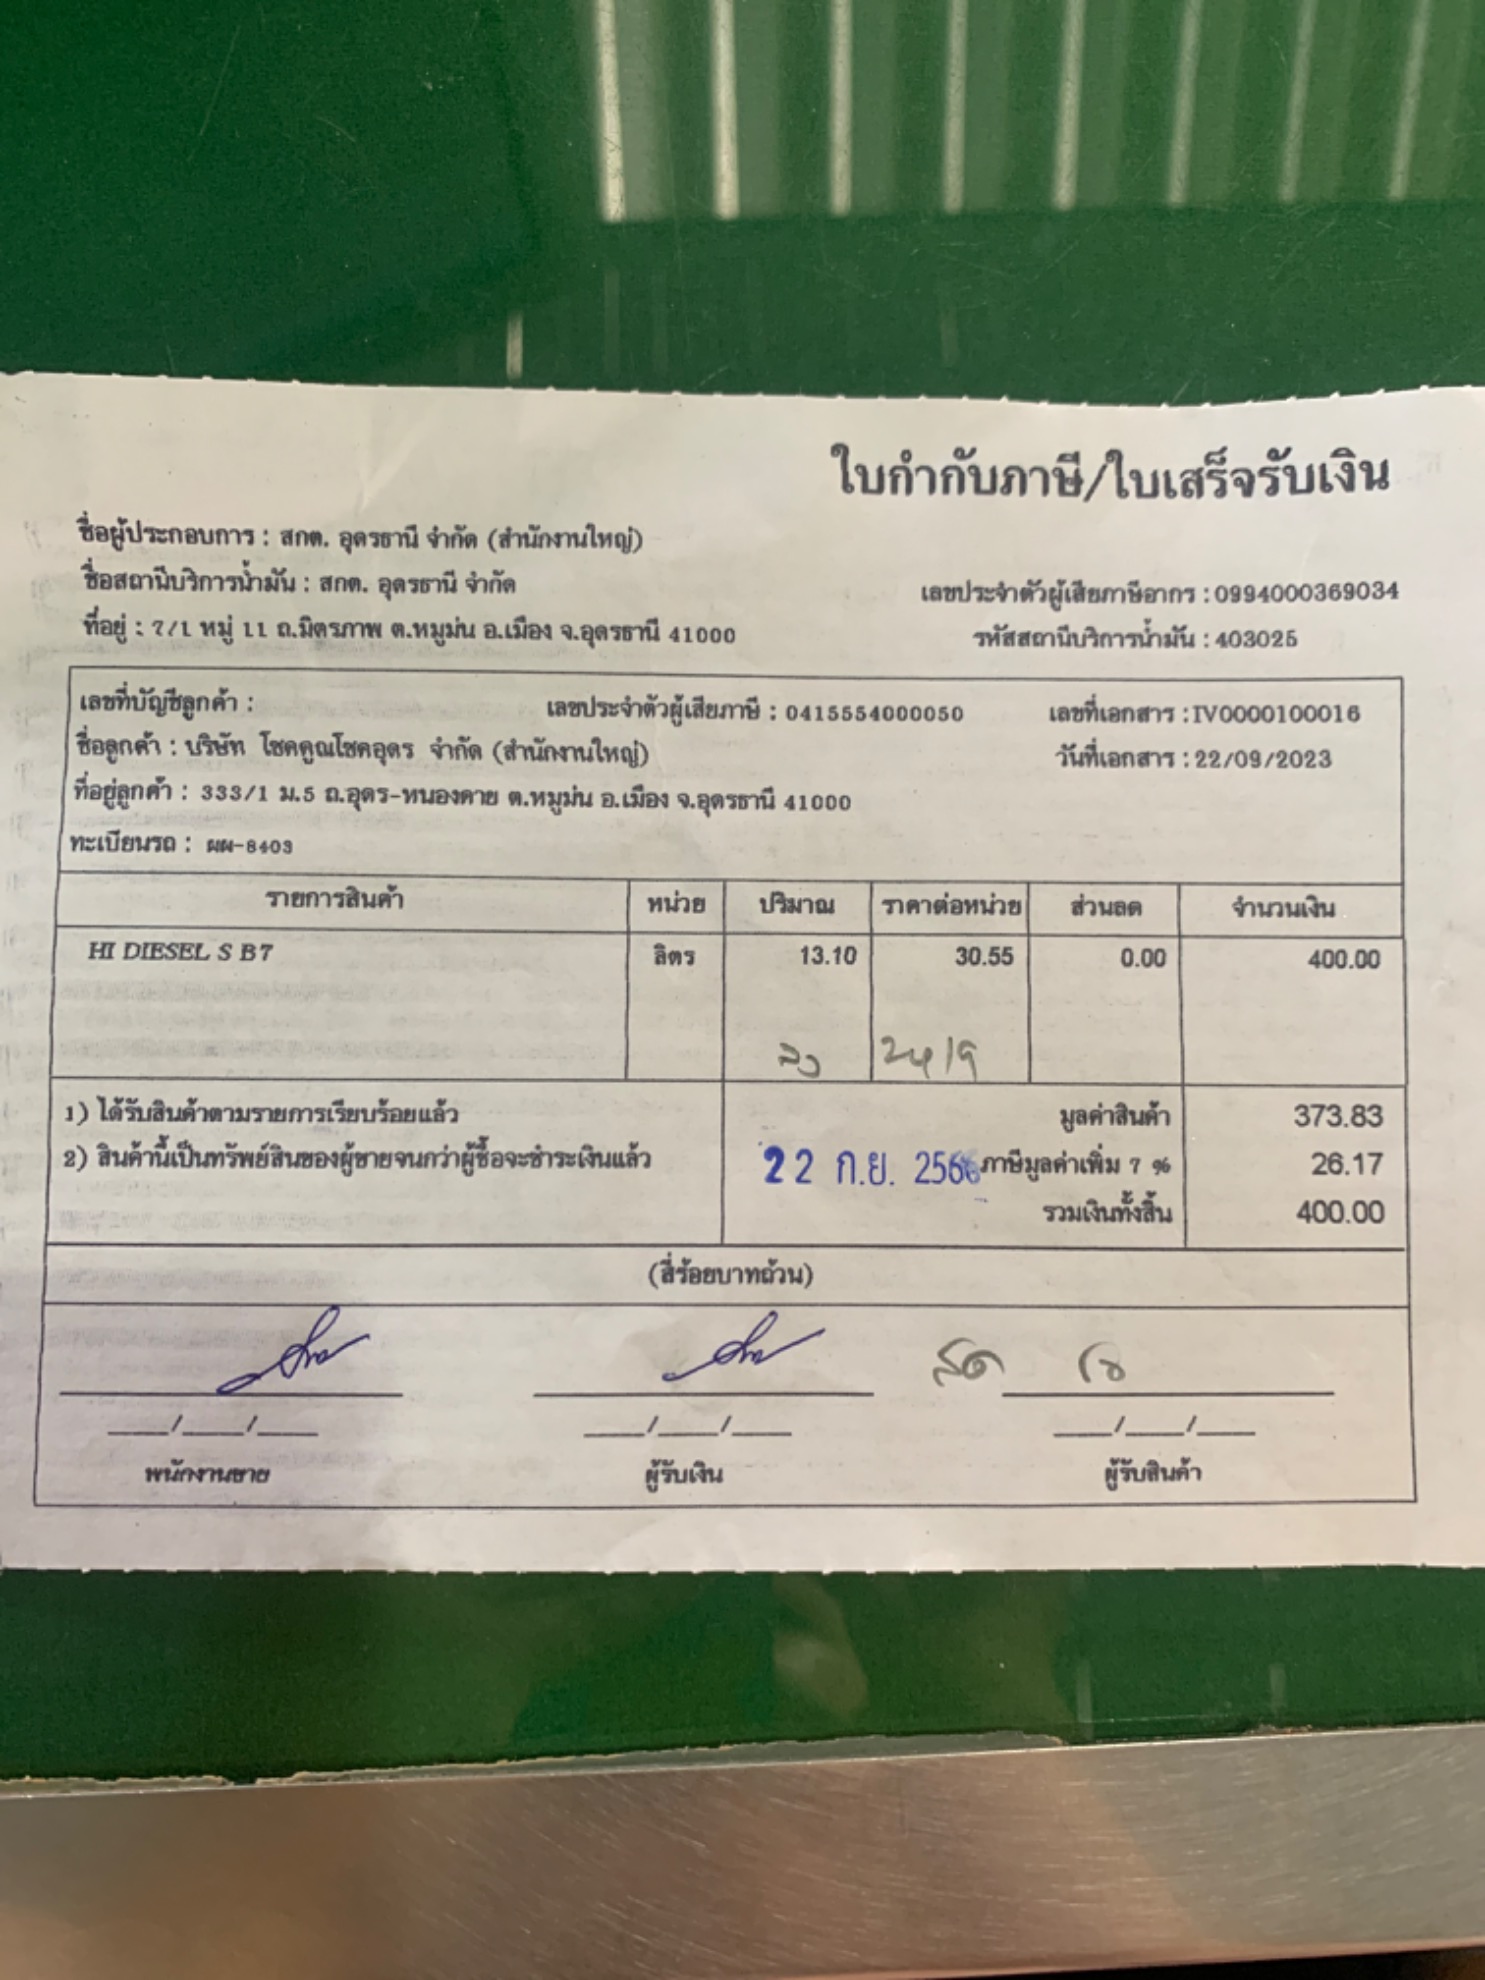 ใบกำกับภาษี/ใบเสร็จรับเงิน
ชื่อผู้ประกอบการ : สกต. อุดรธานี จำกัด (สำนักงานใหญ่)
ชื่อสถานีบริการน้ำมัน : สกต. อุดรธานี จำกัด
เลขประจำตัวผู้เสียภาษีอากร : 0994000369034
ที่อยู่ : 7/1 หมู่ 11 ถ.มิตรภาพ ต.หมูม่น อ.เมือง จ.อุดรธานี 41000
รหัสสถานีบริการน้ำมัน : 403025
เลขที่บัญชีลูกค้า : เลขประจำตัวผู้เสียภาษี : 0415554000050 เลขที่เอกสาร : IV0000100016
ชื่อลูกค้า : บริษัท โชคคูณโชคอุดร จำกัด (สำนักงานใหญ่) วันที่เอกสาร : 22/09/2023
ที่อยู่ลูกค้า : 333/1 ม.5 ถ.อุดร-หนองคาย ต.หมูม่น อ.เมือง จ.อุดรธานี 41000
ทะเบียนรถ : ผผ-8403
รายการสินค้า หน่วย ปริมาณ ราคาต่อหน่วย ส่วนลด จำนวนเงิน
HI DIESEL S B7 ลิตร 13.10 30.55 0.00 400.00
1) ได้รับสินค้าตามรายการเรียบร้อยแล้ว มูลค่าสินค้า 373.83
2) สินค้านี้เป็นทรัพย์สินของผู้ขายจนกว่าผู้ซื้อจะชำระเงินแล้ว 22 ก.ย. 2566 ภาษีมูลค่าเพิ่ม 7 % 26.17
รวมเงินทั้งสิ้น 400.00
(สี่ร้อยบาทถ้วน)
สด
___/___/___ ___/___/___ ___/___/___
พนักงานขาย ผู้รับเงิน ผู้รับสินค้า